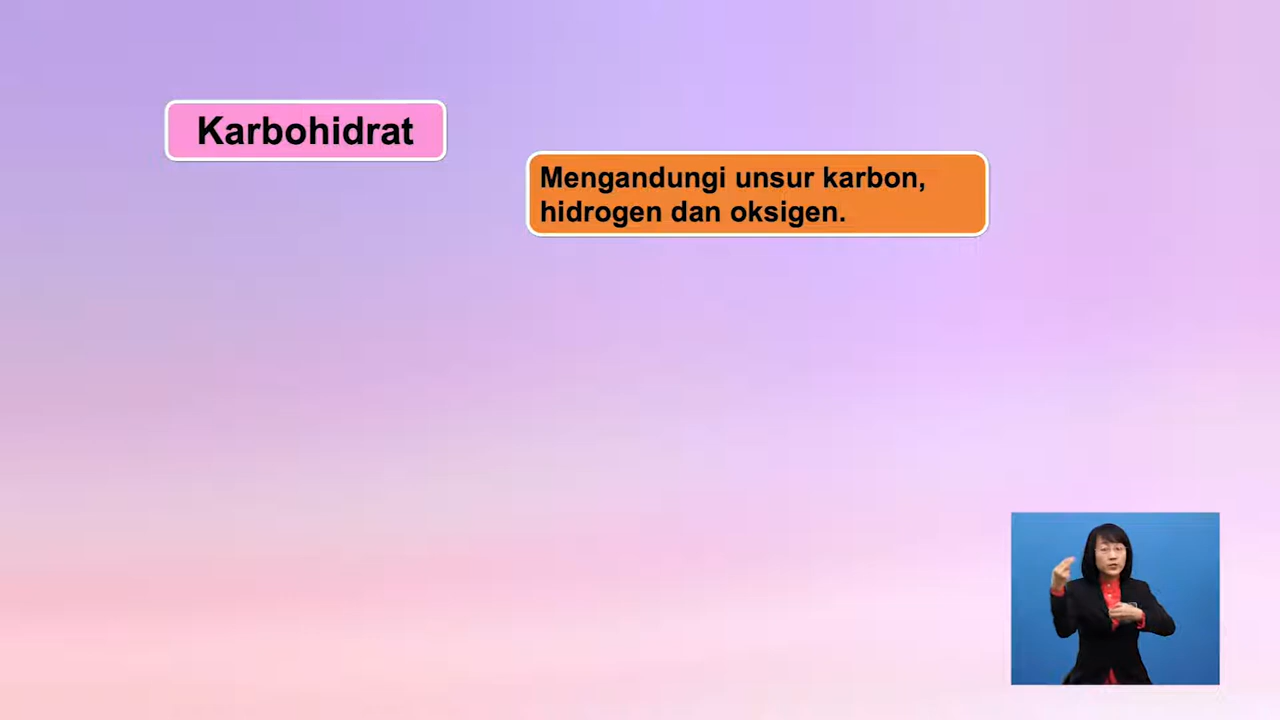 Karbohidrat
Mengandungi unsur karbon,
hidrogen dan oksigen.